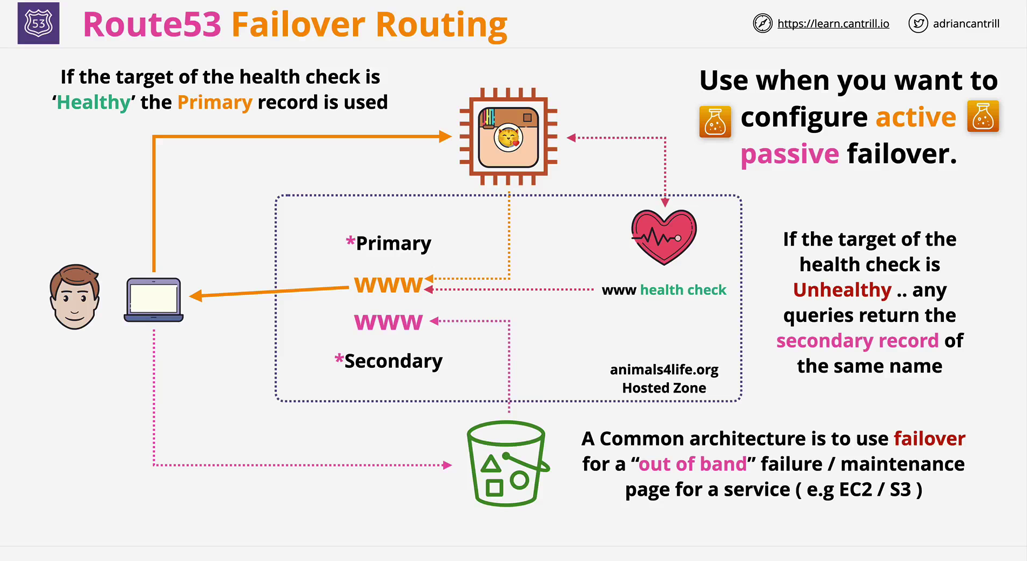 53
Route53 Failover Routing
https://learn.cantrill.io
adriancantrill
If the target of the health check is
‘Healthy’ the Primary record is used
Use when you want to
configure active
passive failover.
*Primary
www
www
*Secondary
www health check
animals4life.org
Hosted Zone
If the target of the
health check is
Unhealthy .. any
queries return the
secondary record of
the same name
A Common architecture is to use failover
for a “out of band” failure / maintenance
page for a service ( e.g EC2 / S3 )